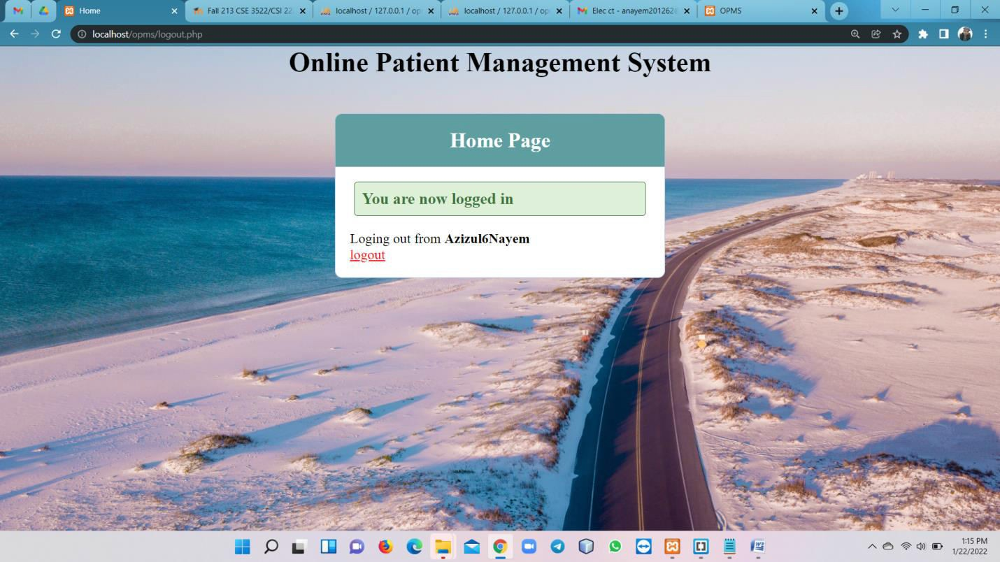 Home
Fall 213 CSE 3522/CSI 22
localhost / 127.0.0.1 / op
localhost / 127.0.0.1 / op
Elec ct - anayem201262@
OPMS
localhost/opms/logout.php
Online Patient Management System
Home Page
You are now logged in
Loging out from Azizul6Nayem
logout
1:15 PM
1/22/2022